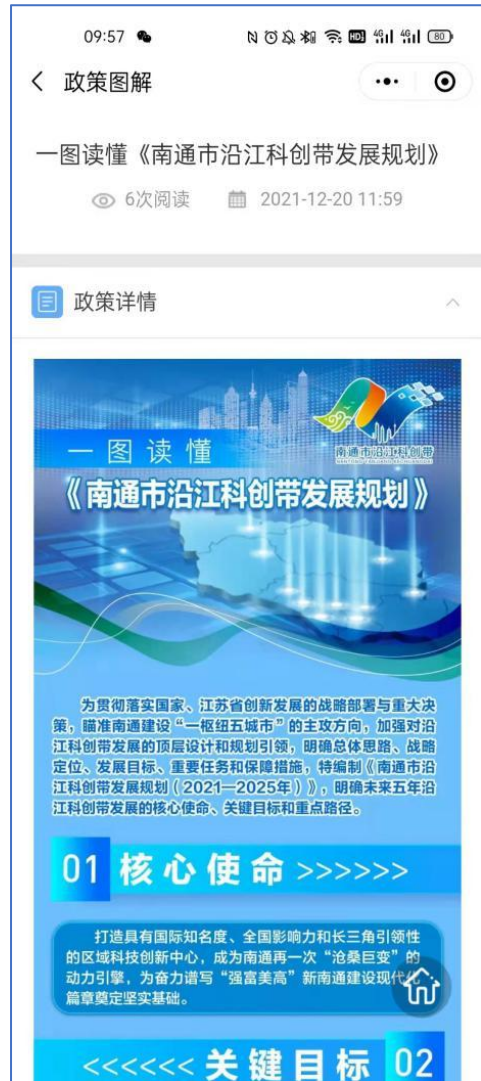 09:57
80
政策图解
一图读懂《南通市沿江科创带发展规划》
6次阅读 2021-12-20 11:59
政策详情
南通市沿江科创带
一图读懂
《南通市沿江科创带发展规划》
为贯彻落实国家、江苏省创新发展的战略部署与重大决
策，瞄准南通建设“一枢纽五城市”的主攻方向，加强对沿
江科创带发展的顶层设计和规划引领，明确总体思路、战略
定位、发展目标、重要任务和保障措施，特编制《南通市沿
江科创带发展规划（2021—2025年）》，明确未来五年沿
江科创带发展的核心使命、关键目标和重点路径。
01 核心使命 >>>>>>
打造具有国际知名度、全国影响力和长三角引领性
的区域科技创新中心，成为南通再一次“沧桑巨变”的
动力引擎，为奋力谱写“强富美高”新南通建设现代化
篇章奠定坚实基础。
<<<<<< 关键目标 02